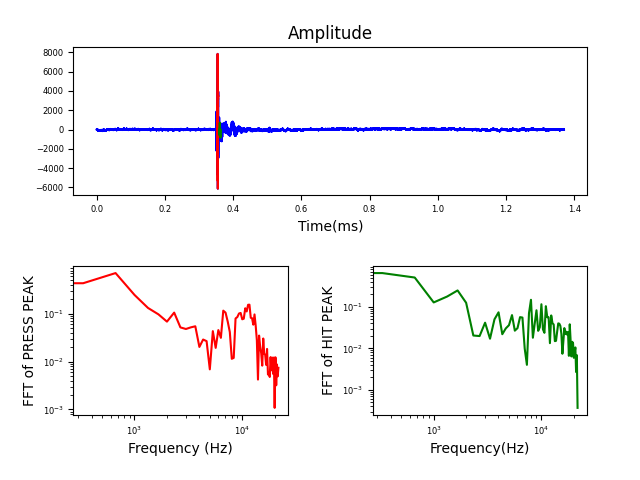 Amplitude
8000
6000
4000
2000
0
−2000
−4000
−6000
0.0 0.2 0.4 0.6 0.8 1.0 1.2 1.4
Time(ms)
FFT of PRESS PEAK
10⁻¹
10⁻²
10⁻³
10³ 10⁴
Frequency (Hz)
FFT of HIT PEAK
10⁻¹
10⁻²
10⁻³
10³ 10⁴
Frequency(Hz)